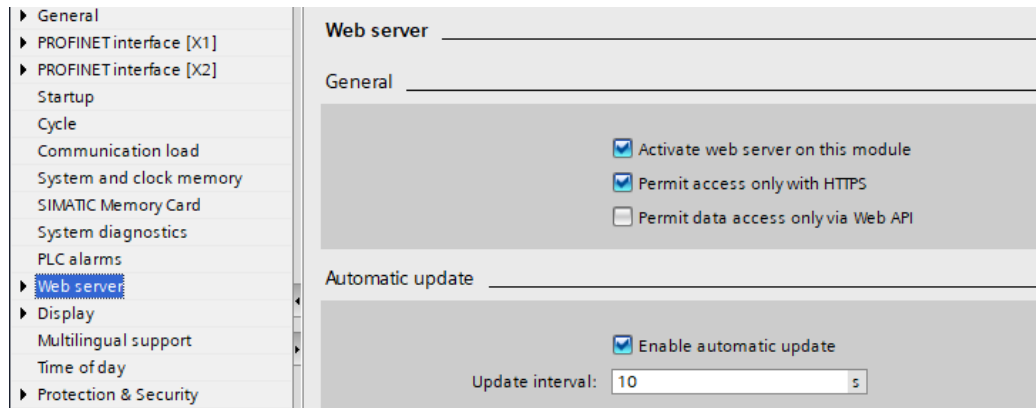 General
PROFINET interface [X1]
PROFINET interface [X2]
Startup
Cycle
Communication load
System and clock memory
SIMATIC Memory Card
System diagnostics
PLC alarms
Web server
Display
Multilingual support
Time of day
Protection & Security
Web server
General
Activate web server on this module
Permit access only with HTTPS
Permit data access only via Web API
Automatic update
Enable automatic update
Update interval: 10 s